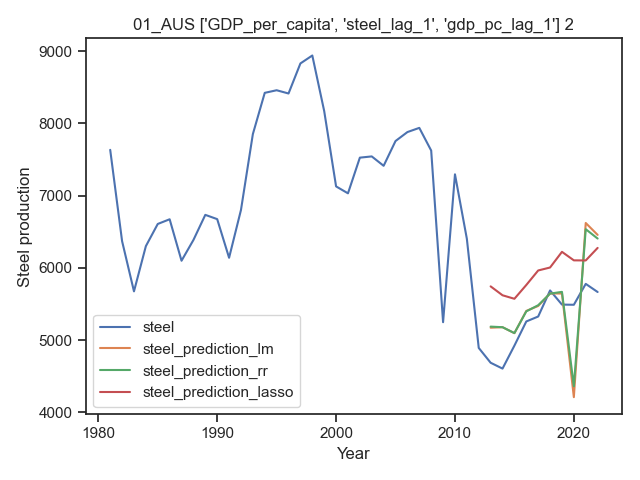 01_AUS ['GDP_per_capita', 'steel_lag_1', 'gdp_pc_lag_1'] 2
9000
8000
7000
6000
5000
4000
Steel production
steel
steel_prediction_lm
steel_prediction_rr
steel_prediction_lasso
1980
1990
2000
2010
2020
Year